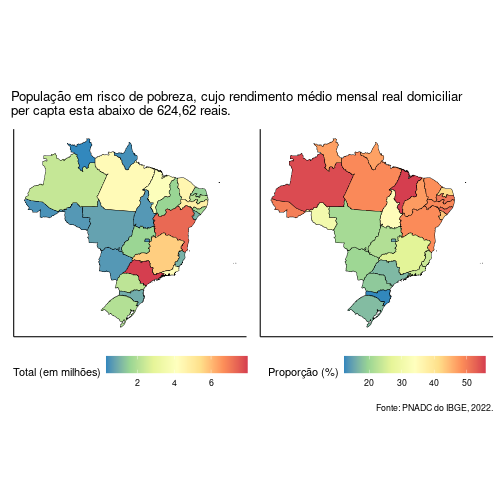 População em risco de pobreza, cujo rendimento médio mensal real domiciliar
per capta esta abaixo de 624,62 reais.
Total (em milhões)
2 4 6
Proporção (%)
20 30 40 50
Fonte: PNADC do IBGE, 2022.